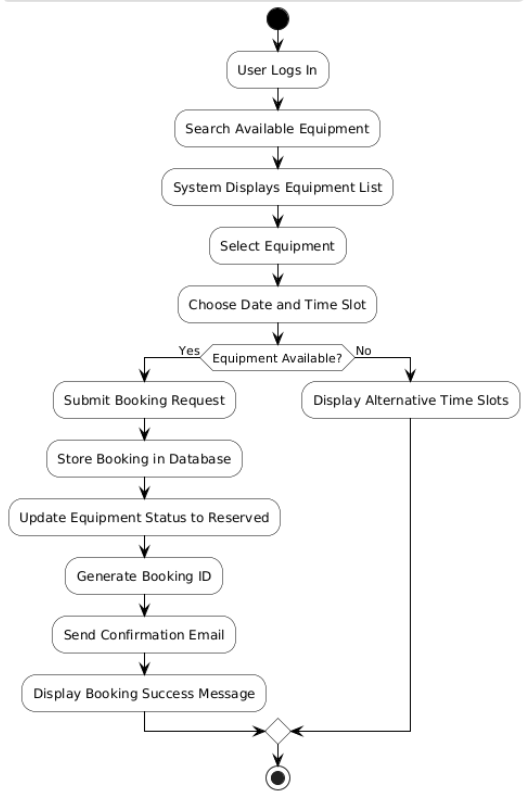 User Logs In
Search Available Equipment
System Displays Equipment List
Select Equipment
Choose Date and Time Slot
Yes
Equipment Available?
No
Submit Booking Request
Display Alternative Time Slots
Store Booking in Database
Update Equipment Status to Reserved
Generate Booking ID
Send Confirmation Email
Display Booking Success Message